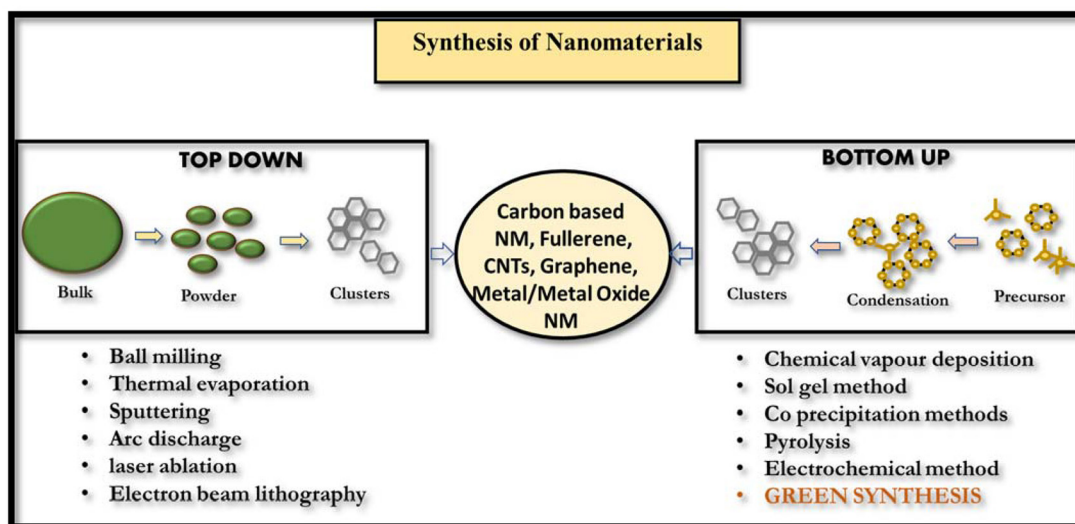 Synthesis of Nanomaterials
TOP DOWN
Bulk
Powder
Clusters
Carbon based
NM, Fullerene,
CNTs, Graphene,
Metal/Metal Oxide
NM
BOTTOM UP
Clusters
Condensation
Precursor
• Ball milling
• Thermal evaporation
• Sputtering
• Arc discharge
• laser ablation
• Electron beam lithography
• Chemical vapour deposition
• Sol gel method
• Co precipitation methods
• Pyrolysis
• Electrochemical method
• GREEN SYNTHESIS